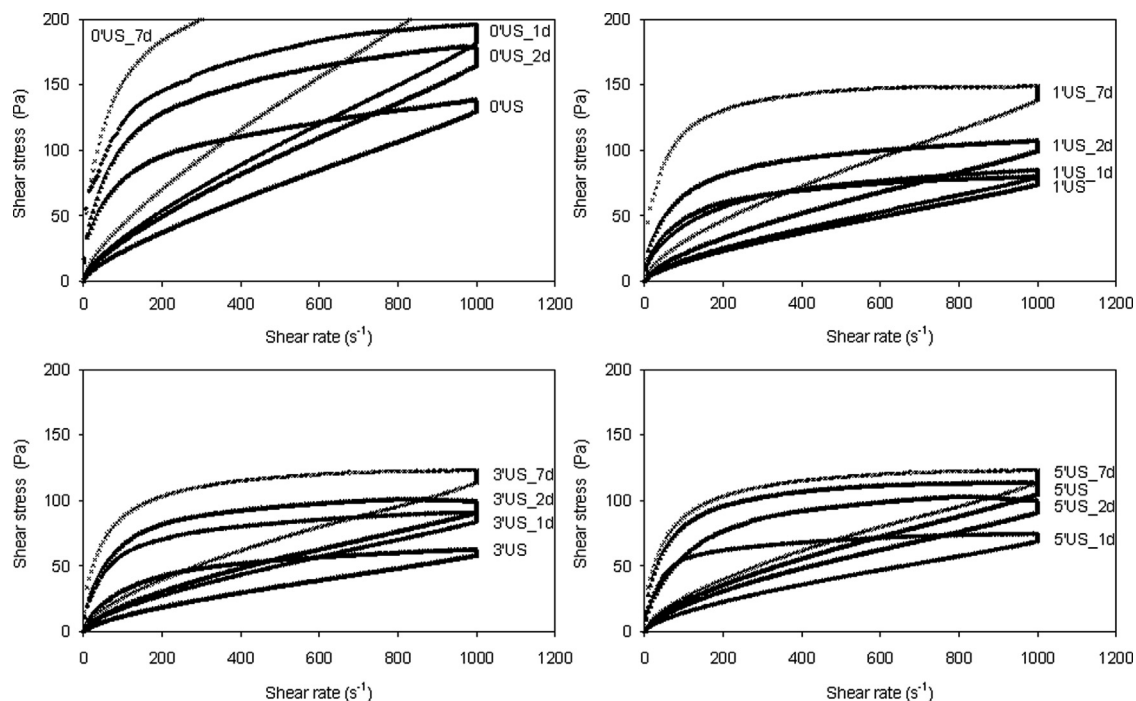 200
150
100
50
0
Shear stress (Pa)
0'US_7d
0'US_1d
0'US_2d
0'US
0 200 400 600 800 1000 1200
Shear rate (s⁻¹)
200
150
100
50
0
Shear stress (Pa)
1'US_7d
1'US_2d
1'US_1d
1'US
0 200 400 600 800 1000 1200
Shear rate (s⁻¹)
200
150
100
50
0
Shear stress (Pa)
3'US_7d
3'US_2d
3'US_1d
3'US
0 200 400 600 800 1000 1200
Shear rate (s⁻¹)
200
150
100
50
0
Shear stress (Pa)
5'US_7d
5'US
5'US_2d
5'US_1d
0 200 400 600 800 1000 1200
Shear rate (s⁻¹)